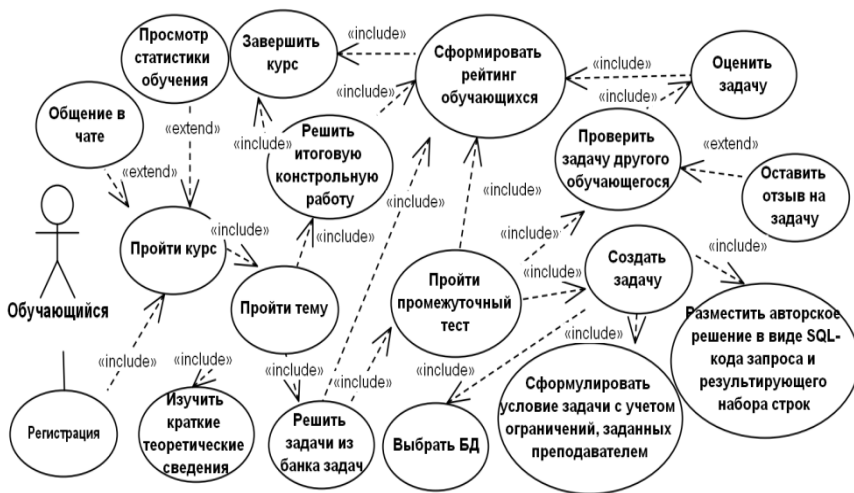 Просмотр
статистики
обучения
«include»
Завершить
курс
«include»
Сформировать
рейтинг
обучающихся
«include»
Оценить
задачу
«include»
Общение в
чате
«extend»
«extend»
«include»
Решить
итоговую
констрольную
работу
«include»
Проверить
задачу другого
обучающегося
«extend»
Оставить
отзыв на
задачу
Обучающийся
Пройти курс
«include»
«include»
«include»
«include»
«include»
Создать
задачу
«include»
Пройти тему
Пройти
промежуточный
тест
«include»
«include»
«include»
«include»
«include»
«include»
«include»
Разместить авторское
решение в виде SQL-
кода запроса и
результирующего
набора строк
Регистрация
Изучить
краткие
теоретические
сведения
Решить
задачи из
банка задач
Выбрать БД
Сформулировать
условие задачи с учетом
ограничений, заданных
преподавателем